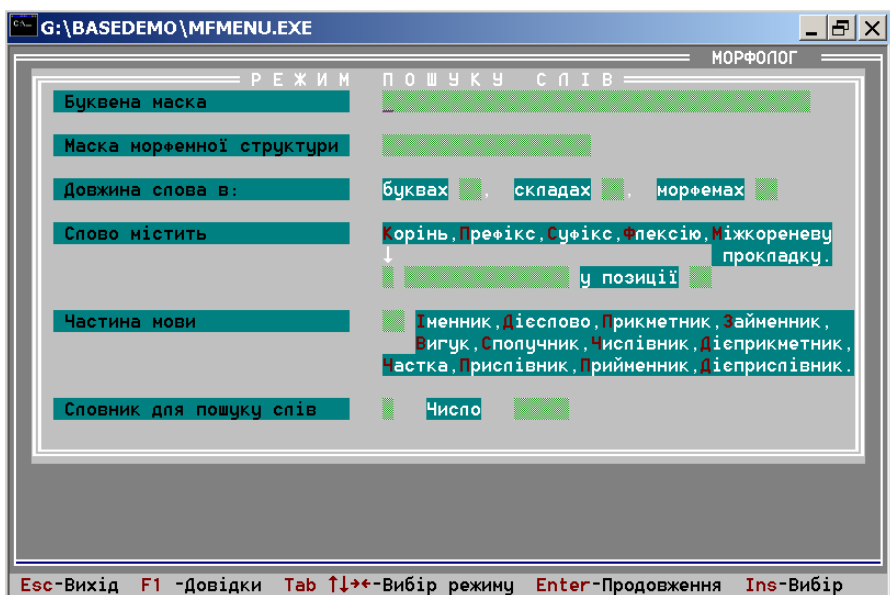 G:\BASEDEMO\MFMENU.EXE
МОРФОЛОГ
РЕЖИМ ПОШУКУ СЛІВ
Буквена маска
Маска морфемної структури
Довжина слова в: буквах , складах , морфемах
Слово містить Корінь,Префікс,Суфікс,Флексію,Міжкореневу
↓ прокладку.
у позиції
Частина мови Іменник,Дієслово,Прикметник,Займенник,
Вигук,Сполучник,Числівник,Дієприкметник,
Частка,Прислівник,Прийменник,Дієприслівник.
Словник для пошуку слів Число
Esc-Вихід F1 -Довідки Tab ↑↓→←-Вибір режиму Enter-Продовження Ins-Вибір